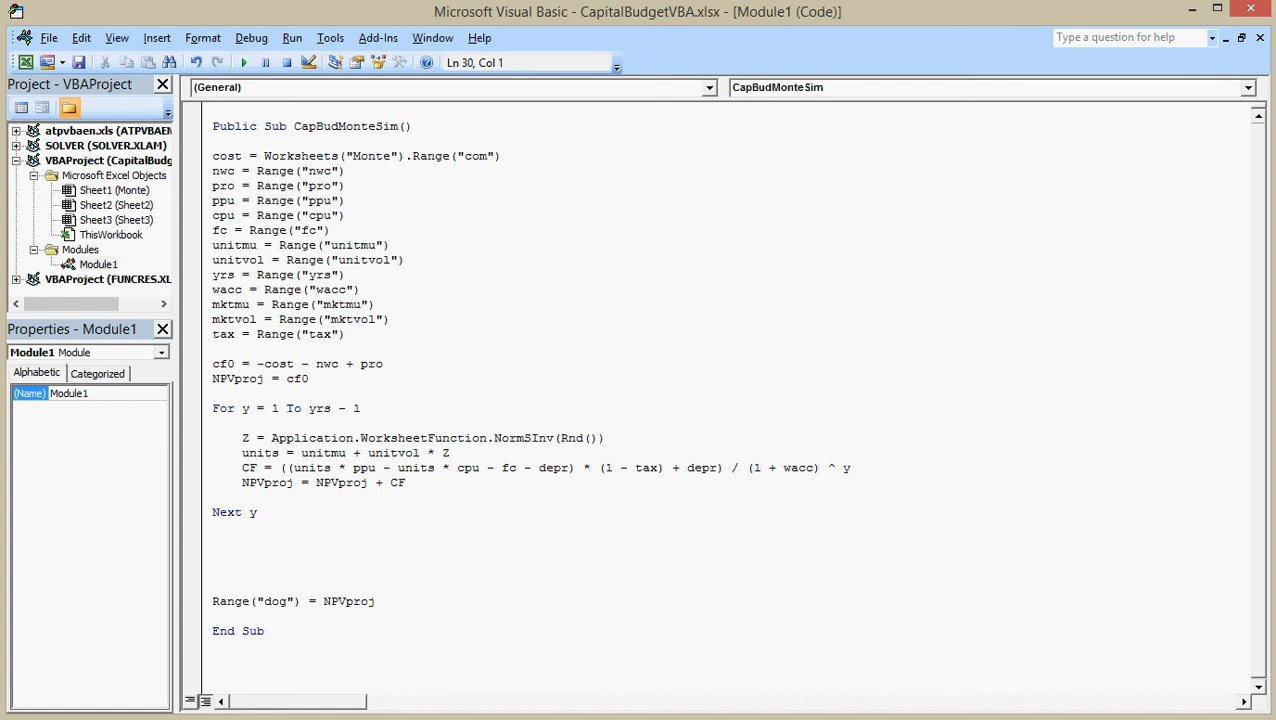 Microsoft Visual Basic - CapitalBudgetVBA.xlsx - [Module1 (Code)]
File Edit View Insert Format Debug Run Tools Add-Ins Window Help
Type a question for help
Ln 30, Col 1
Project - VBAProject
(General)
CapBudMonteSim
atpvbaen.xls (ATPVBAEN
SOLVER (SOLVER.XLAM)
VBAProject (CapitalBudg
Microsoft Excel Objects
Sheet1 (Monte)
Sheet2 (Sheet2)
Sheet3 (Sheet3)
ThisWorkbook
Modules
Module1
VBAProject (FUNCRES.XL
Properties - Module1
Module1 Module
Alphabetic Categorized
(Name) Module1
Public Sub CapBudMonteSim()
cost = Worksheets("Monte").Range("com")
nwc = Range("nwc")
pro = Range("pro")
ppu = Range("ppu")
cpu = Range("cpu")
fc = Range("fc")
unitmu = Range("unitmu")
unitvol = Range("unitvol")
yrs = Range("yrs")
wacc = Range("wacc")
mktmu = Range("mktmu")
mktvol = Range("mktvol")
tax = Range("tax")
cf0 = -cost - nwc + pro
NPVproj = cf0
For y = 1 To yrs - 1
Z = Application.WorksheetFunction.NormSInv(Rnd())
units = unitmu + unitvol * Z
CF = ((units * ppu - units * cpu - fc - depr) * (1 - tax) + depr) / (1 + wacc) ^ y
NPVproj = NPVproj + CF
Next y
Range("dog") = NPVproj
End Sub